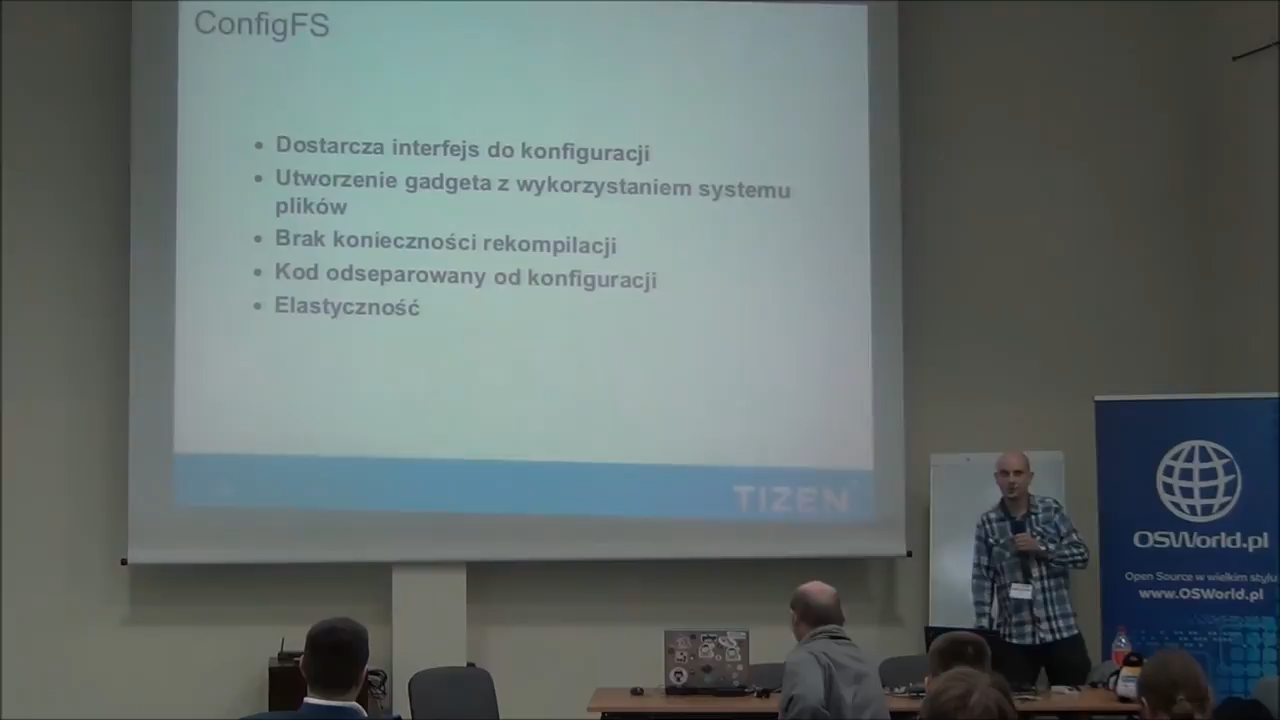 ConfigFS
Dostarcza interfejs do konfiguracji
Utworzenie gadgeta z wykorzystaniem systemu
plików
Brak konieczności rekompilacji
Kod odseparowany od konfiguracji
Elastyczność
TIZEN
OSWorld.pl
Open Source w wielkim stylu
www.OSWorld.pl